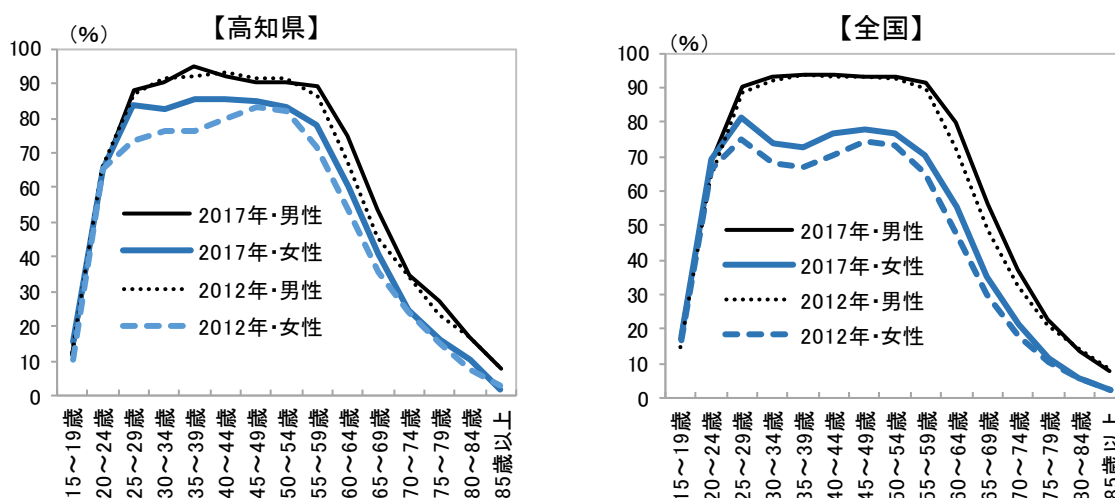 【高知県】
(%)
100
90
80
70
60
50
40
30
20
10
0
2017年・男性
2017年・女性
2012年・男性
2012年・女性
15~19歳
20~24歳
25~29歳
30~34歳
35~39歳
40~44歳
45~49歳
50~54歳
55~59歳
60~64歳
65~69歳
70~74歳
75~79歳
80~84歳
85歳以上
【全国】
(%)
100
90
80
70
60
50
40
30
20
10
0
2017年・男性
2017年・女性
2012年・男性
2012年・女性
15~19歳
20~24歳
25~29歳
30~34歳
35~39歳
40~44歳
45~49歳
50~54歳
55~59歳
60~64歳
65~69歳
70~74歳
75~79歳
80~84歳
85歳以上